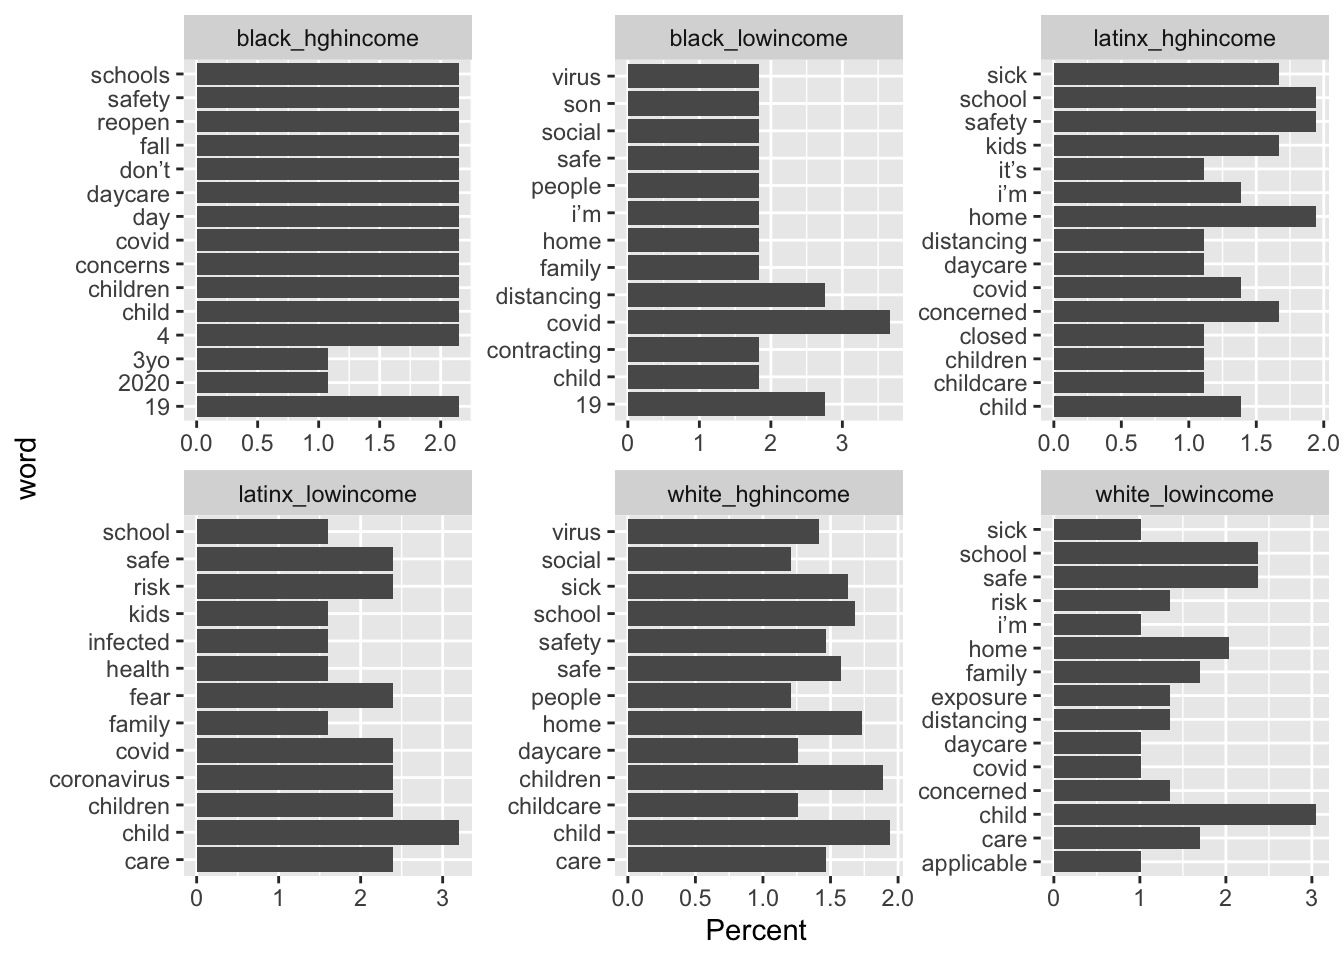 black_hghincome
schools
safety
reopen
fall
don’t
daycare
day
covid
concerns
children
child
4
3yo
2020
19
0.0 0.5 1.0 1.5 2.0
black_lowincome
virus
son
social
safe
people
i’m
home
family
distancing
covid
contracting
child
19
0 1 2 3
latinx_hghincome
sick
school
safety
kids
it’s
i’m
home
distancing
daycare
covid
concerned
closed
children
childcare
child
0.0 0.5 1.0 1.5 2.0
word
latinx_lowincome
school
safe
risk
kids
infected
health
fear
family
covid
coronavirus
children
child
care
0 1 2 3
white_hghincome
virus
social
sick
school
safety
safe
people
home
daycare
children
childcare
child
care
0.0 0.5 1.0 1.5 2.0
white_lowincome
sick
school
safe
risk
i’m
home
family
exposure
distancing
daycare
covid
concerned
child
care
applicable
0 1 2 3
Percent